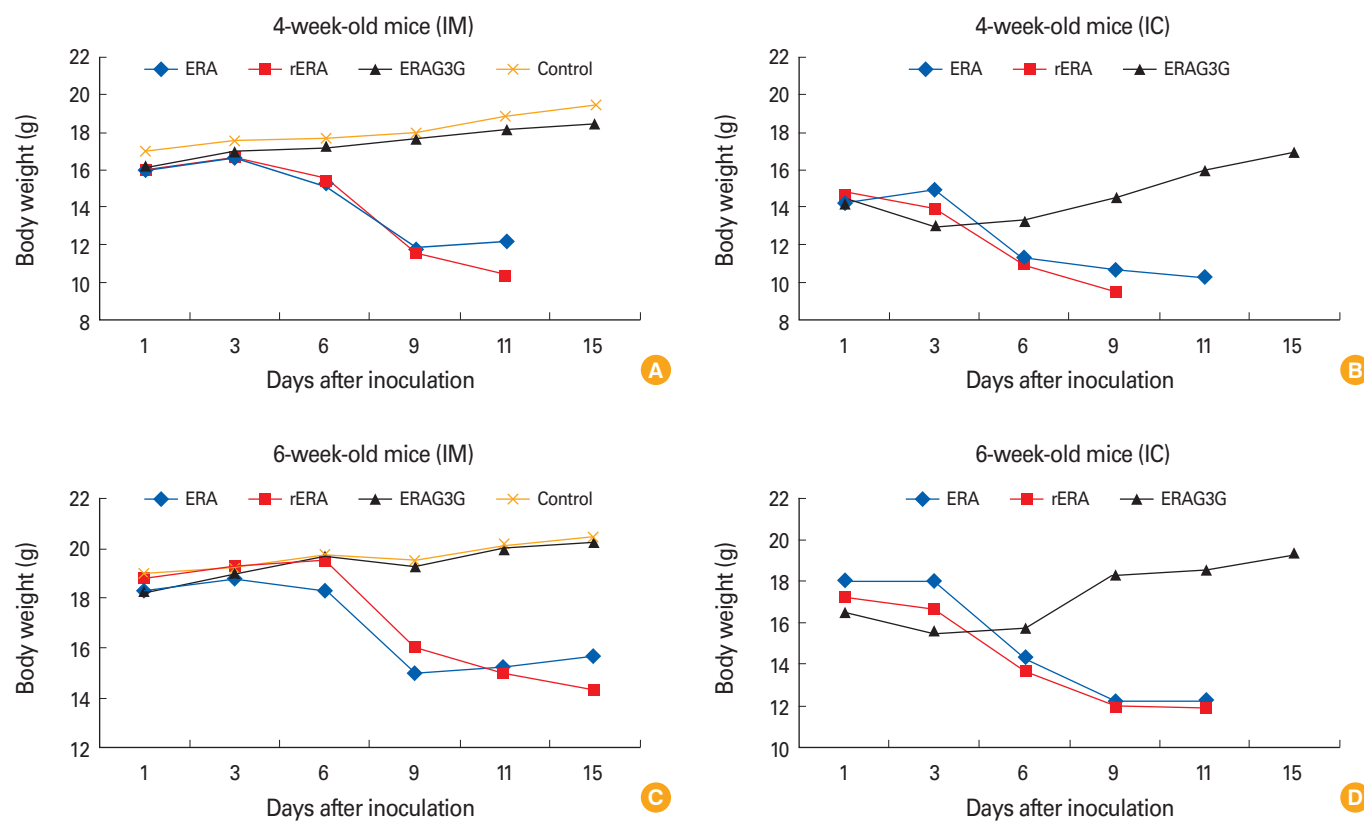 4-week-old mice (IM)
ERA rERA ERAG3G Control
Body weight (g)
22
20
18
16
14
12
10
8
1 3 6 9 11 15
Days after inoculation
A
4-week-old mice (IC)
ERA rERA ERAG3G
Body weight (g)
22
20
18
16
14
12
10
8
1 3 6 9 11 15
Days after inoculation
B
6-week-old mice (IM)
ERA rERA ERAG3G Control
Body weight (g)
22
20
18
16
14
12
1 3 6 9 11 15
Days after inoculation
C
6-week-old mice (IC)
ERA rERA ERAG3G
Body weight (g)
22
20
18
16
14
12
10
1 3 6 9 11 15
Days after inoculation
D